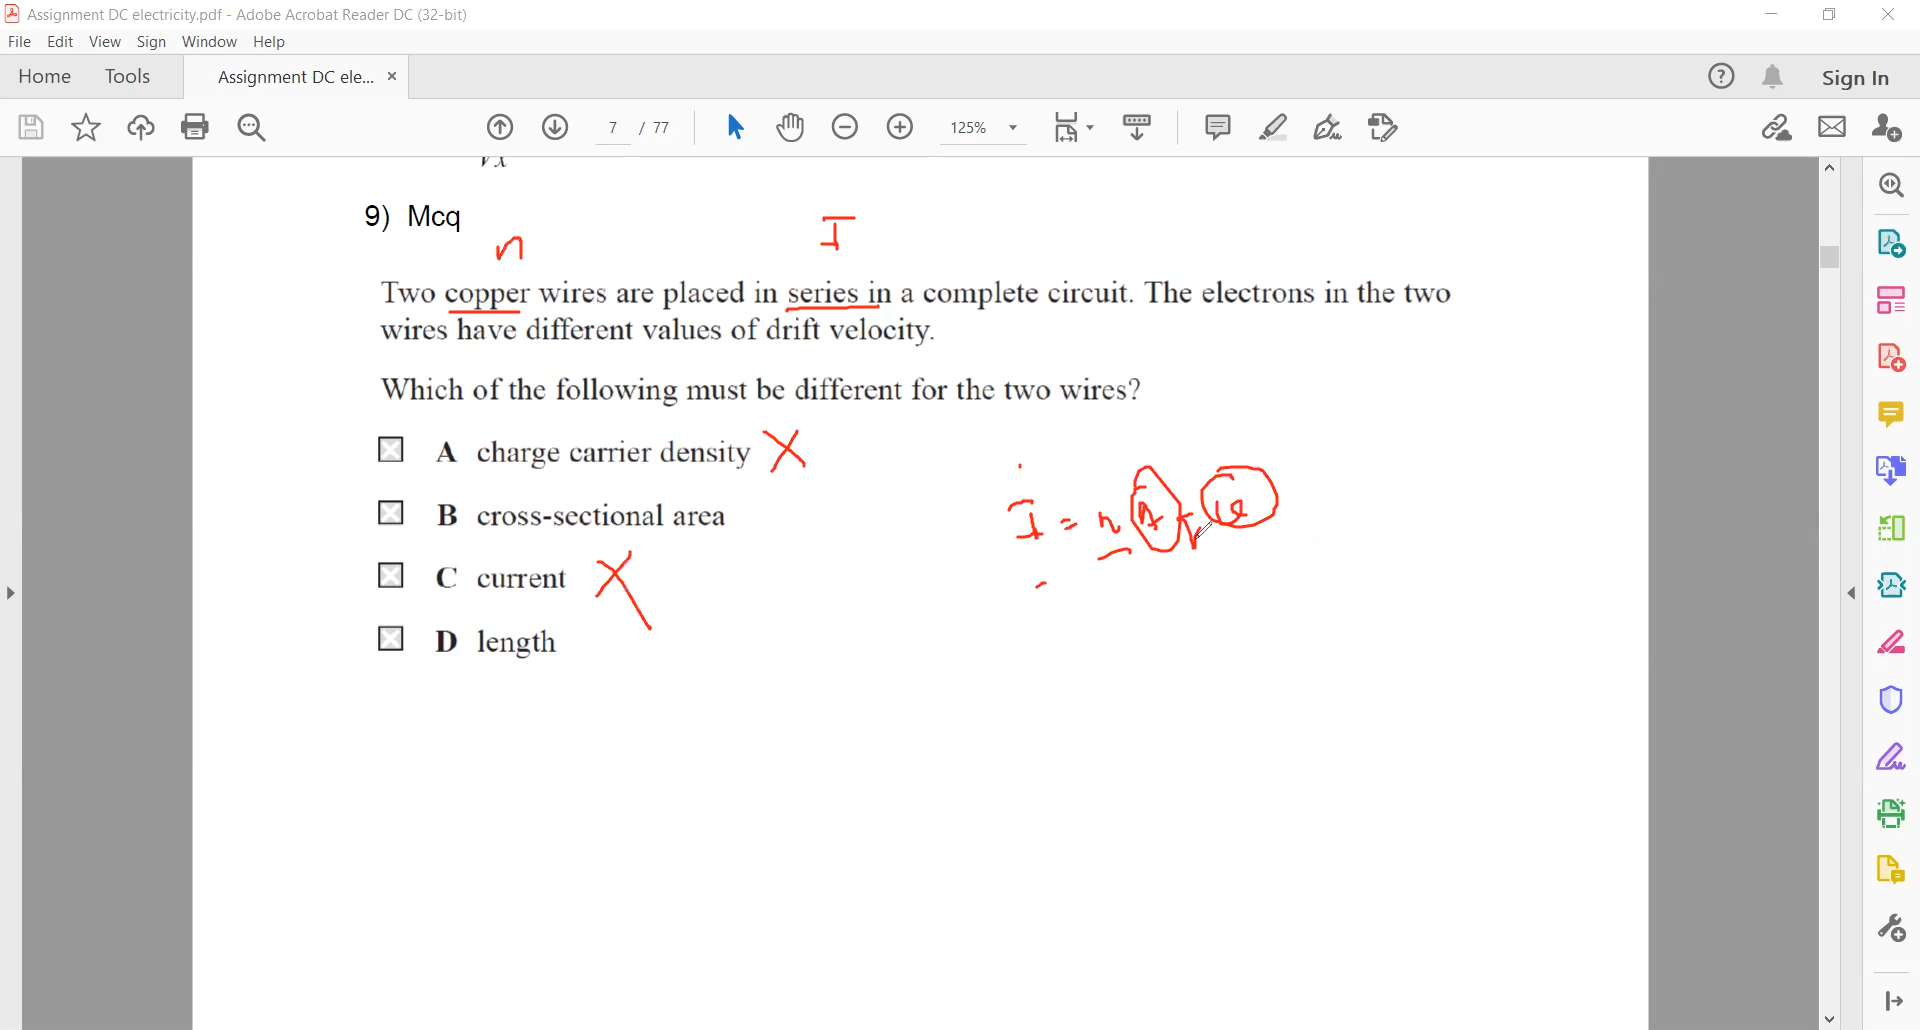 Assignment DC electricity.pdf - Adobe Acrobat Reader DC (32-bit)
File Edit View Sign Window Help
Home Tools Assignment DC ele... × Sign In
7 / 77 125%
√x
9) Mcq
n I
Two copper wires are placed in series in a complete circuit. The electrons in the two
wires have different values of drift velocity.
Which of the following must be different for the two wires?
A charge carrier density
B cross-sectional area
I = n A
C current
D length